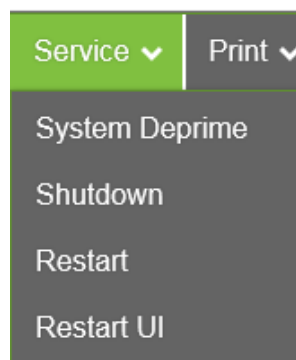 Service Print
System Deprime
Shutdown
Restart
Restart UI